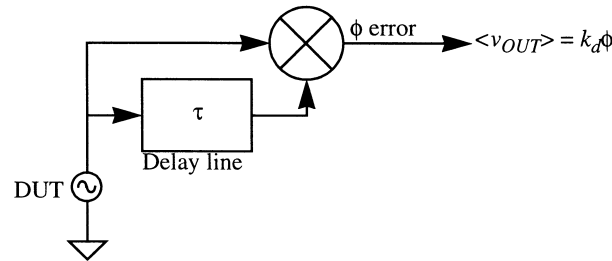 ϕ error
<v_OUT> = k_dϕ
τ
Delay line
DUT